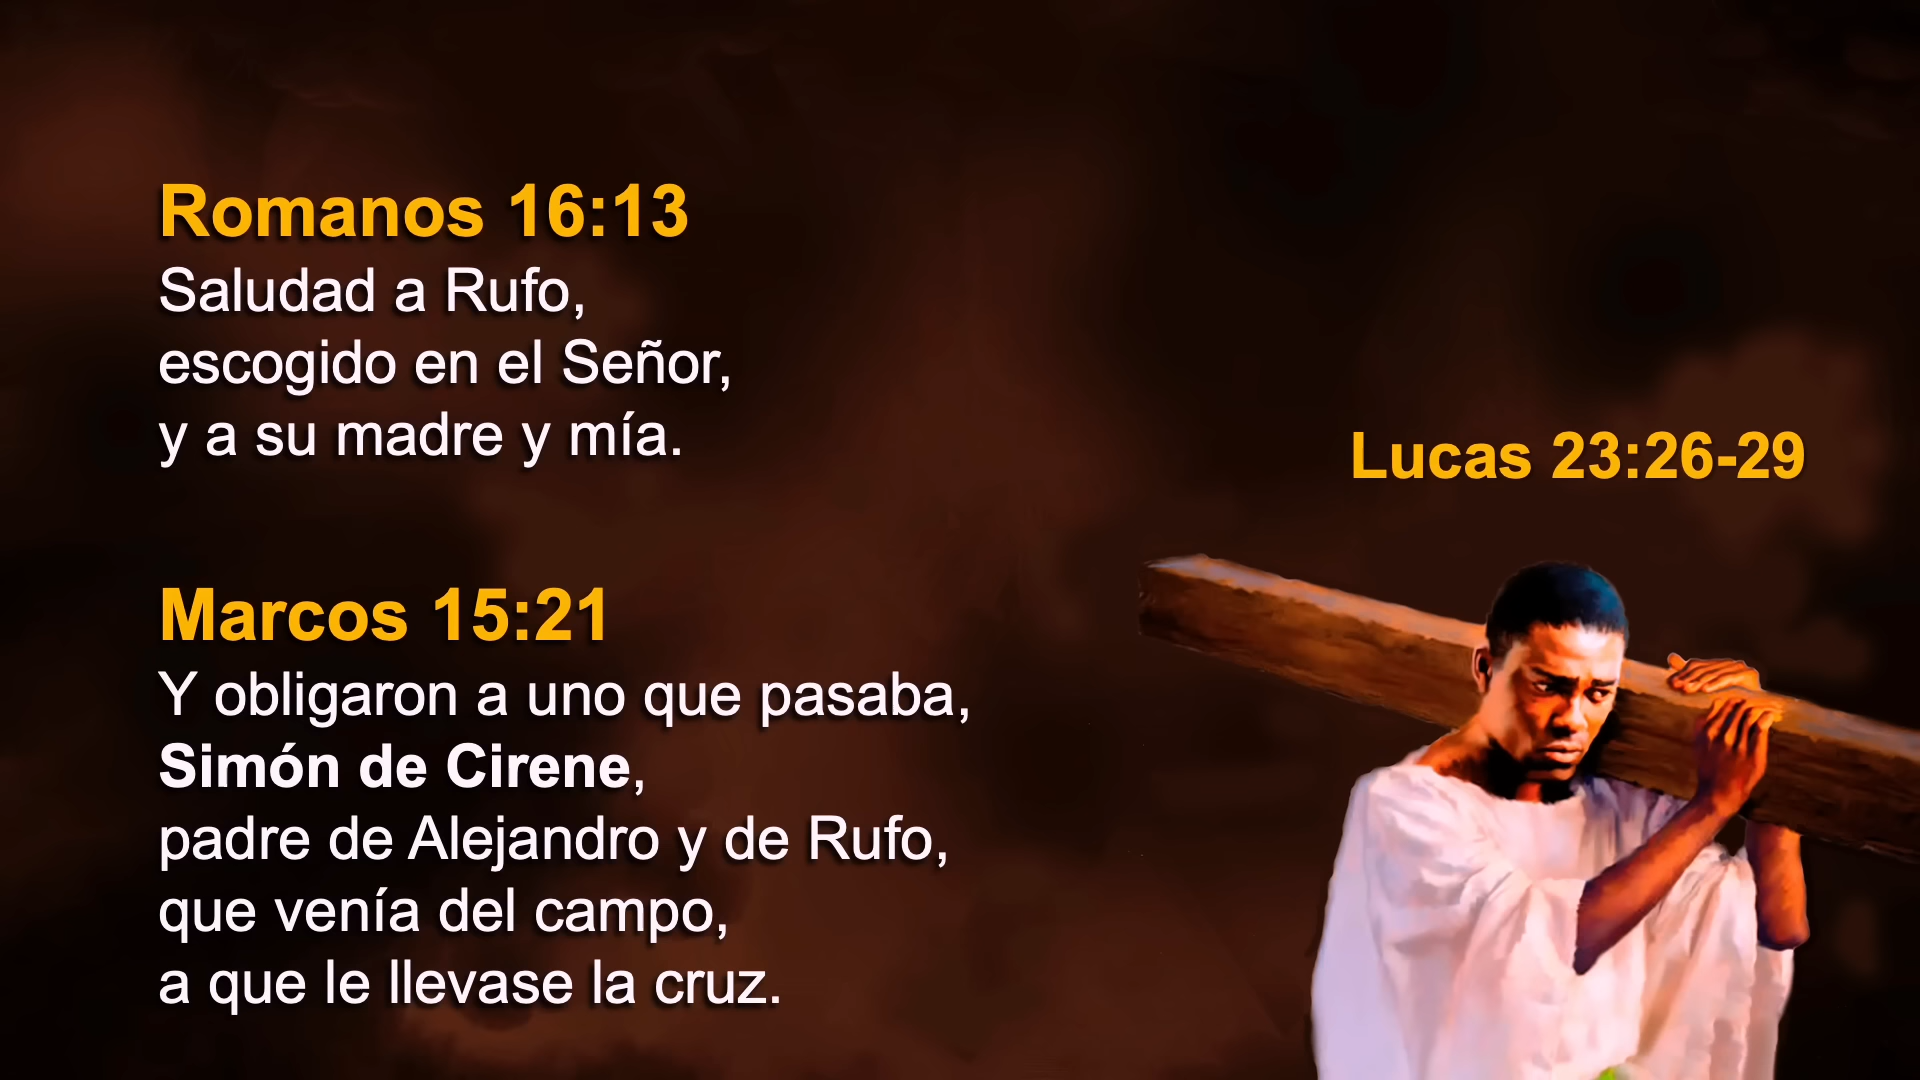 Romanos 16:13
Saludad a Rufo,
escogido en el Señor,
y a su madre y mía.
Marcos 15:21
Y obligaron a uno que pasaba,
Simón de Cirene,
padre de Alejandro y de Rufo,
que venía del campo,
a que le llevase la cruz.
Lucas 23:26-29